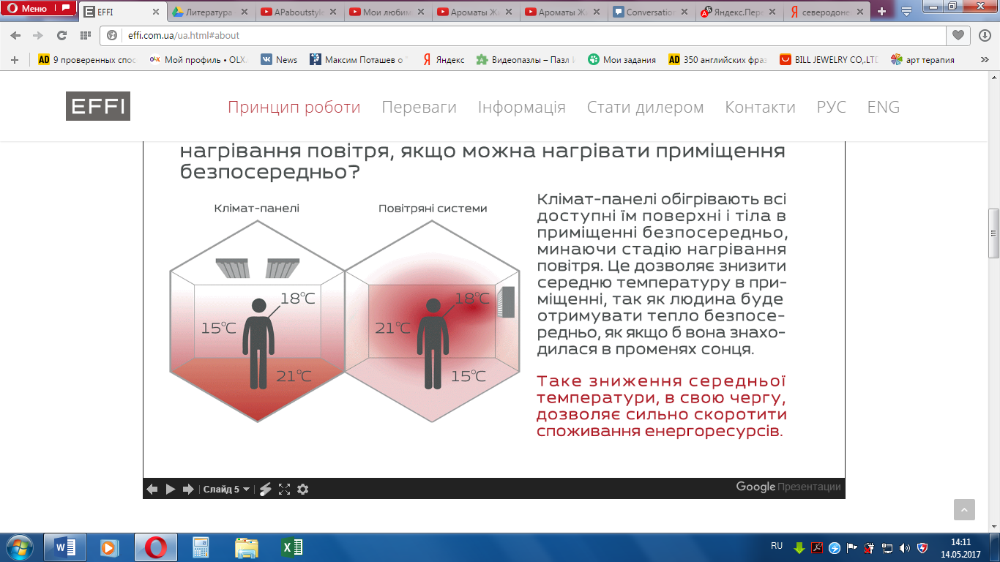 Меню
EFFI
Литература
APaboutstyle
Мои любим
Ароматы Же
Ароматы Же
Conversation
Яндекс.Пере
северодоне
effi.com.ua/ua.html#about
9 проверенных спос
Мой профиль • OLX.
News
Максим Поташев о "
Яндекс
Видеопазлы – Пазл И
Мои задания
350 английских фраз
BILL JEWELRY CO,.LTD
арт терапия
EFFI
Принцип роботи
Переваги
Інформація
Стати дилером
Контакти
РУС
ENG
нагрівання повітря, якщо можна нагрівати приміщення
безпосередньо?
Клімат-панелі
Повітряні системи
18°C
15°C
21°C
18°C
21°C
15°C
Клімат-панелі обігрівають всі
доступні їм поверхні і тіла в
приміщенні безпосередньо,
минаючи стадію нагрівання
повітря. Це дозволяє знизити
середню температуру в при-
міщенні, так як людина буде
отримувати тепло безпосе-
редньо, як якщо б вона знахо-
дилася в променях сонця.
Таке зниження середньої
температури, в свою чергу,
дозволяє сильно скоротити
споживання енергоресурсів.
Слайд 5
Google Презентации
RU
14:11
14.05.2017